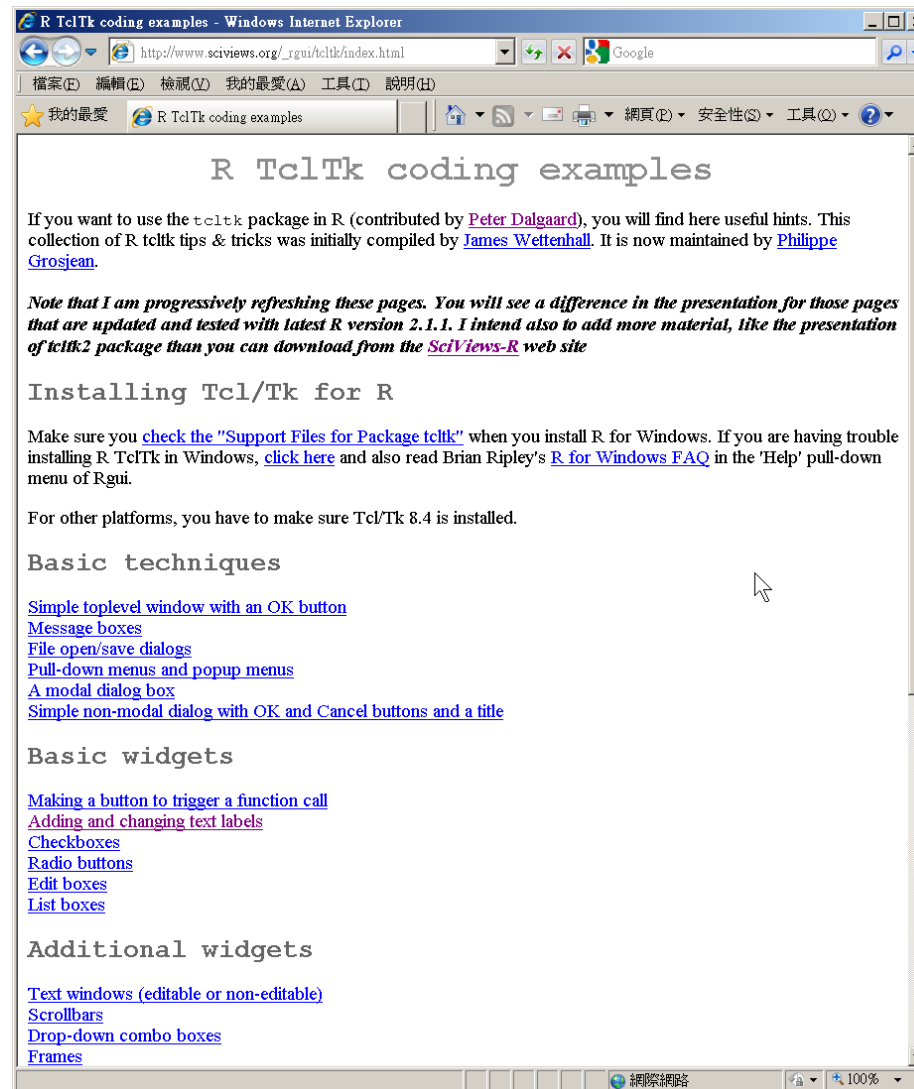 R TclTk coding examples - Windows Internet Explorer
http://www.sciviews.org/_rgui/tcltk/index.html
Google
檔案(F) 編輯(E) 檢視(V) 我的最愛(A) 工具(T) 說明(H)
我的最愛 R TclTk coding examples 網頁(P) 安全性(S) 工具(O)
R TclTk coding examples
If you want to use the tcltk package in R (contributed by Peter Dalgaard), you will find here useful hints. This
collection of R tcltk tips & tricks was initially compiled by James Wettenhall. It is now maintained by Philippe
Grosjean.
Note that I am progressively refreshing these pages. You will see a difference in the presentation for those pages
that are updated and tested with latest R version 2.1.1. I intend also to add more material, like the presentation
of tcltk2 package than you can download from the SciViews-R web site
Installing Tcl/Tk for R
Make sure you check the "Support Files for Package tcltk" when you install R for Windows. If you are having trouble
installing R TclTk in Windows, click here and also read Brian Ripley's R for Windows FAQ in the 'Help' pull-down
menu of Rgui.
For other platforms, you have to make sure Tcl/Tk 8.4 is installed.
Basic techniques
Simple toplevel window with an OK button
Message boxes
File open/save dialogs
Pull-down menus and popup menus
A modal dialog box
Simple non-modal dialog with OK and Cancel buttons and a title
Basic widgets
Making a button to trigger a function call
Adding and changing text labels
Checkboxes
Radio buttons
Edit boxes
List boxes
Additional widgets
Text windows (editable or non-editable)
Scrollbars
Drop-down combo boxes
Frames
網際網路 100%